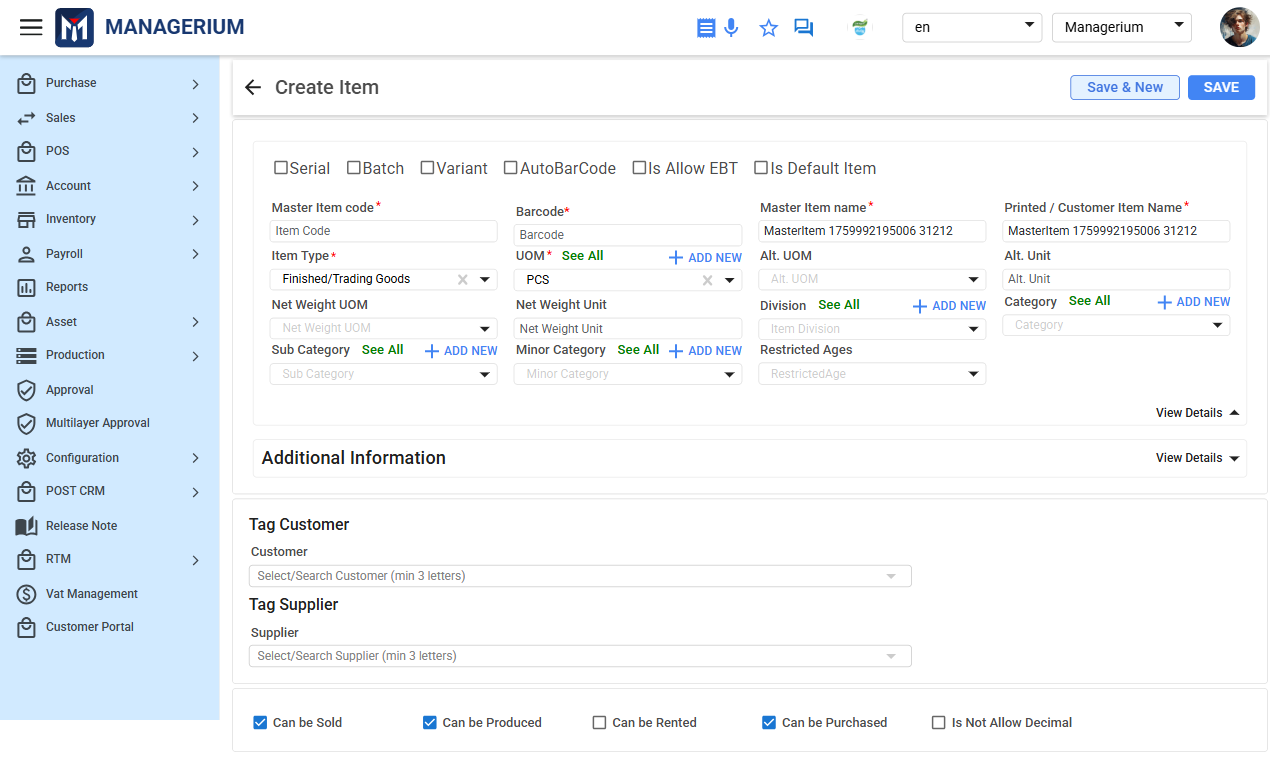 MANAGERIUM
en
Managerium
Purchase
Sales
POS
Account
Inventory
Payroll
Reports
Asset
Production
Approval
Multilayer Approval
Configuration
POST CRM
Release Note
RTM
Vat Management
Customer Portal
Create Item
Save & New
SAVE
Serial
Batch
Variant
AutoBarCode
Is Allow EBT
Is Default Item
Master Item code*
Item Code
Barcode*
Barcode
Master Item name*
MasterItem 1759992195006 31212
Printed / Customer Item Name*
MasterItem 1759992195006 31212
Item Type*
Finished/Trading Goods
UOM* See All ADD NEW
PCS
Alt. UOM
Alt. UOM
Alt. Unit
Alt. Unit
Net Weight UOM
Net Weight UOM
Net Weight Unit
Net Weight Unit
Division See All ADD NEW
Item Division
Category See All ADD NEW
Category
Sub Category See All ADD NEW
Sub Category
Minor Category See All ADD NEW
Minor Category
Restricted Ages
RestrictedAge
View Details
Additional Information
View Details
Tag Customer
Customer
Select/Search Customer (min 3 letters)
Tag Supplier
Supplier
Select/Search Supplier (min 3 letters)
Can be Sold
Can be Produced
Can be Rented
Can be Purchased
Is Not Allow Decimal